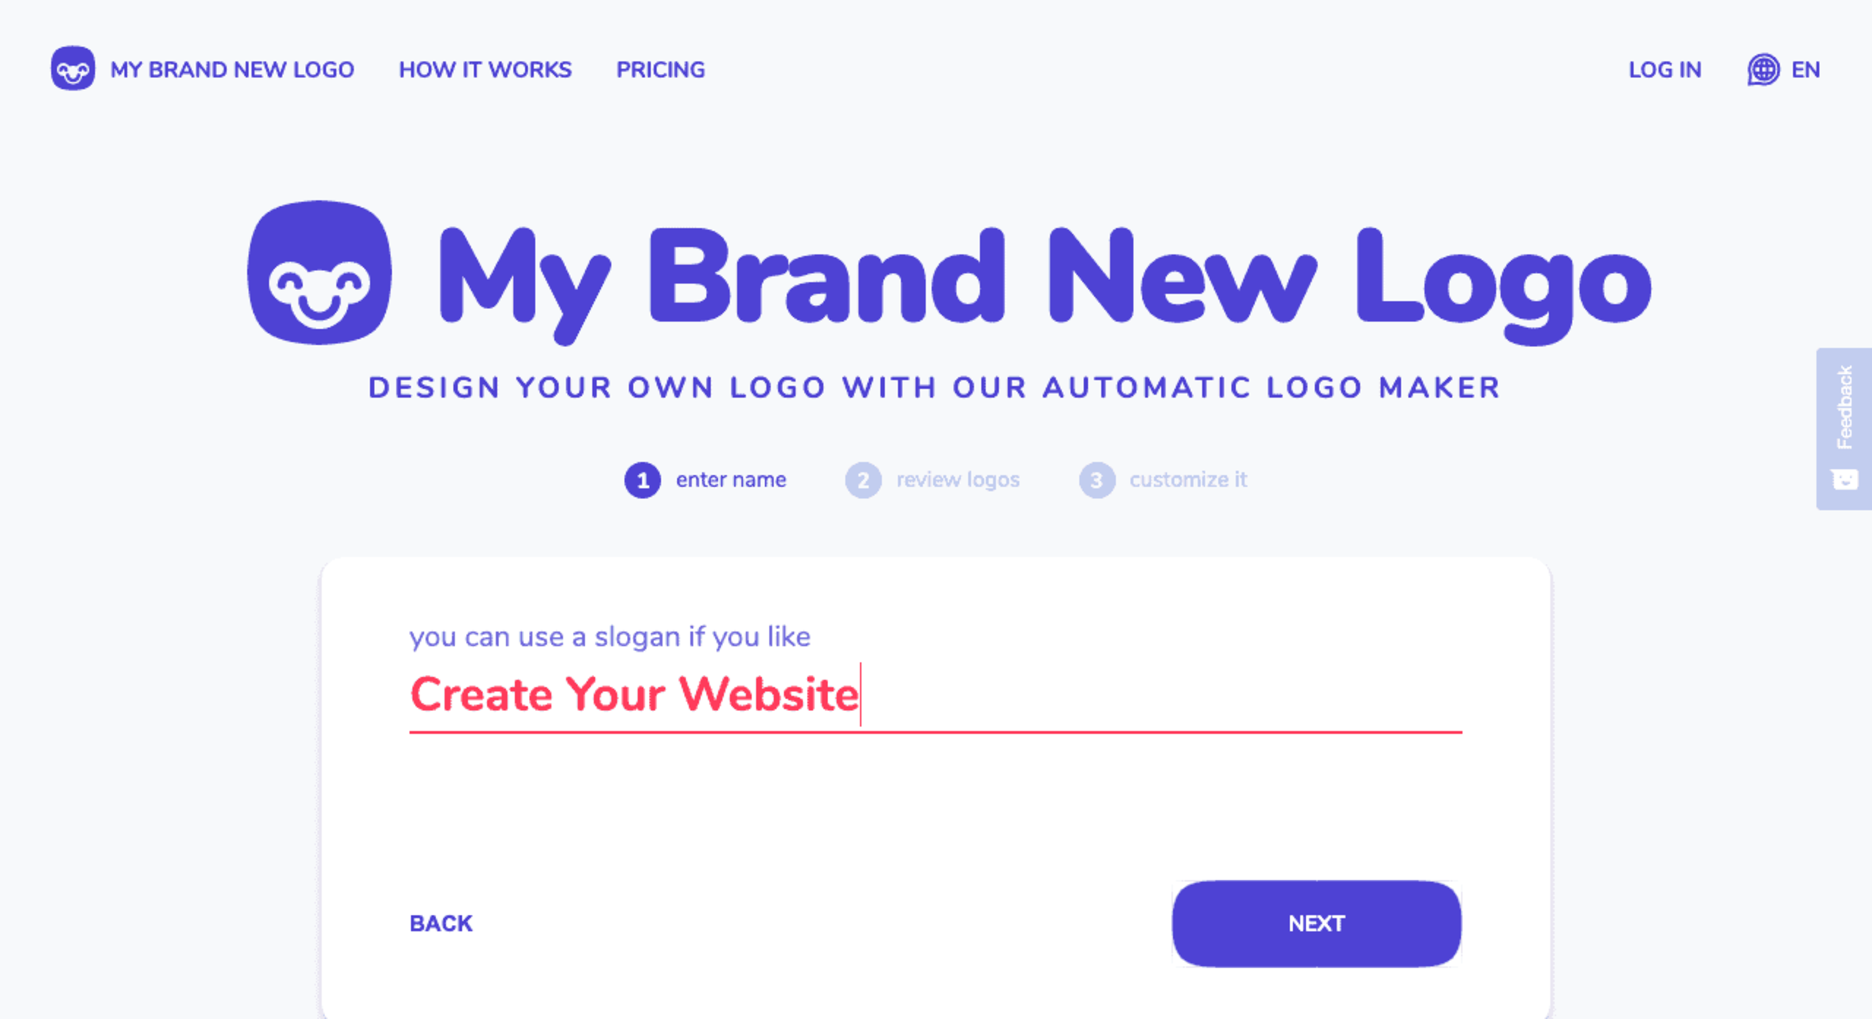 MY BRAND NEW LOGO HOW IT WORKS PRICING LOG IN EN
My Brand New Logo
DESIGN YOUR OWN LOGO WITH OUR AUTOMATIC LOGO MAKER
Feedback
1 enter name 2 review logos 3 customize it
you can use a slogan if you like
Create Your Website
BACK NEXT